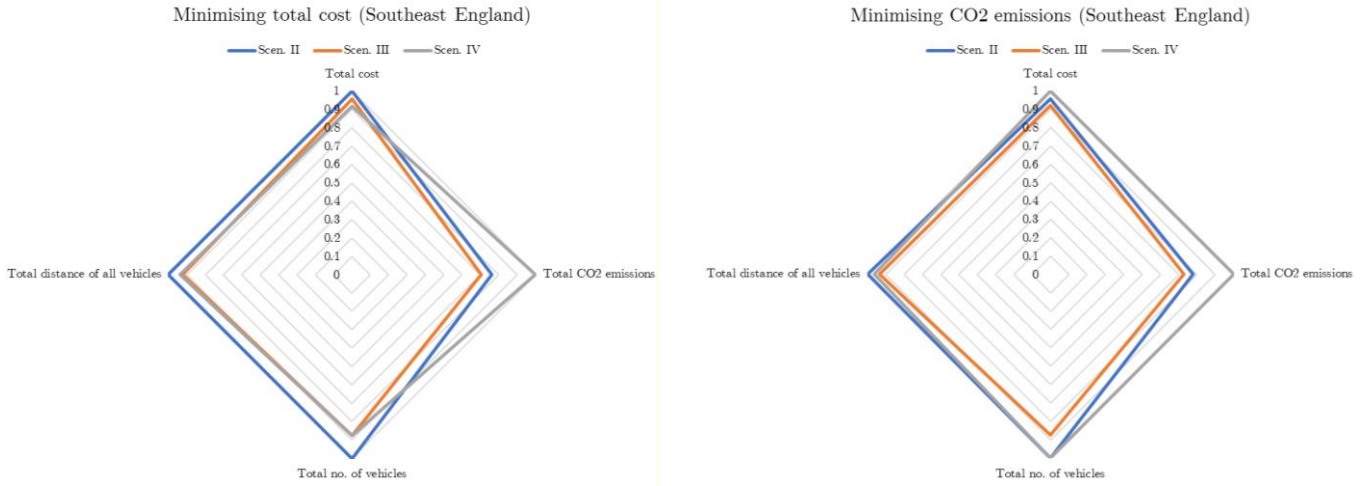 Minimising total cost (Southeast England)
Scen. II Scen. III Scen. IV
Total cost
1
0.9
0.8
0.7
0.6
0.5
0.4
0.3
0.2
0.1
0
Total distance of all vehicles
Total CO2 emissions
Total no. of vehicles
Minimising CO2 emissions (Southeast England)
Scen. II Scen. III Scen. IV
Total cost
1
0.9
0.8
0.7
0.6
0.5
0.4
0.3
0.2
0.1
0
Total distance of all vehicles
Total CO2 emissions
Total no. of vehicles